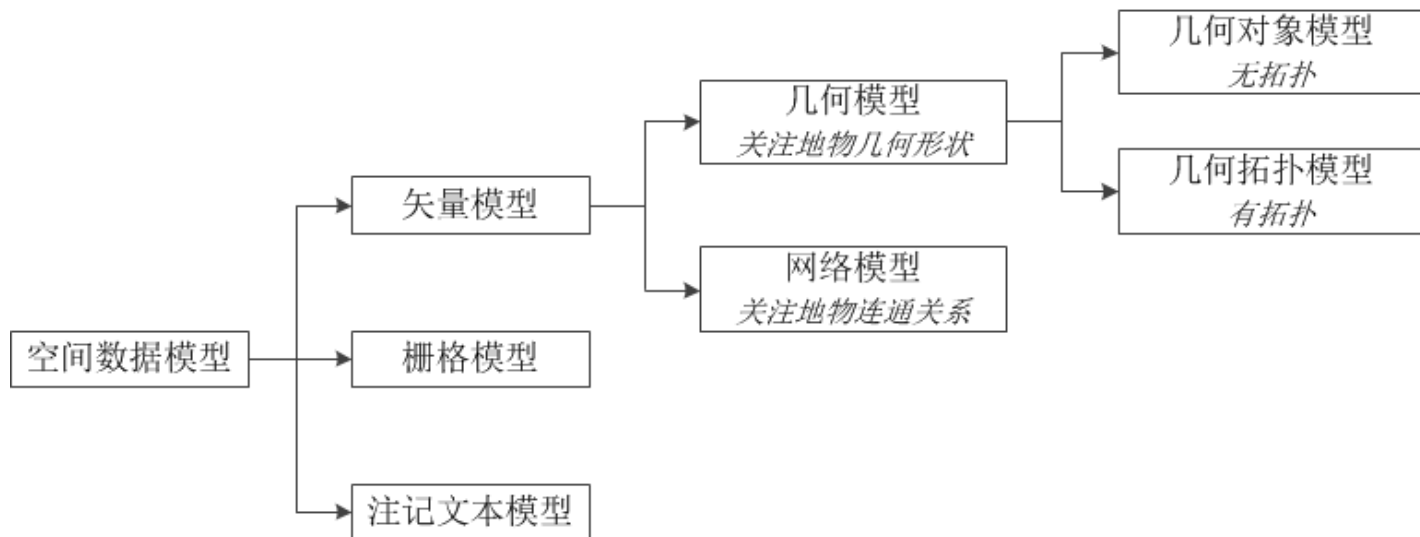 几何对象模型
无拓扑
几何模型
关注地物几何形状
几何拓扑模型
有拓扑
矢量模型
网络模型
关注地物连通关系
空间数据模型
栅格模型
注记文本模型